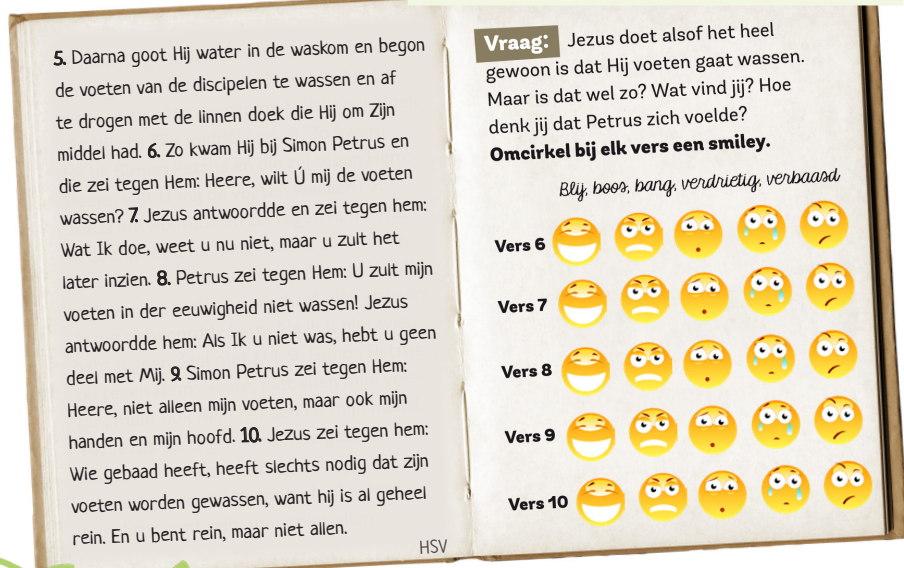 5. Daarna goot Hij water in de waskom en begon
de voeten van de discipelen te wassen en af
te drogen met de linnen doek die Hij om Zijn
middel had. 6. Zo kwam Hij bij Simon Petrus en
die zei tegen Hem: Heere, wilt Ú mij de voeten
wassen? 7. Jezus antwoordde en zei tegen hem:
Wat Ik doe, weet u nu niet, maar u zult het
later inzien. 8. Petrus zei tegen Hem: U zult mijn
voeten in der eeuwigheid niet wassen! Jezus
antwoordde hem: Als Ik u niet was, hebt u geen
deel met Mij. 9. Simon Petrus zei tegen Hem:
Heere, niet alleen mijn voeten, maar ook mijn
handen en mijn hoofd. 10. Jezus zei tegen hem:
Wie gebaad heeft, heeft slechts nodig dat zijn
voeten worden gewassen, want hij is al geheel
rein. En u bent rein, maar niet allen.
HSV
Vraag: Jezus doet alsof het heel
gewoon is dat Hij voeten gaat wassen.
Maar is dat wel zo? Wat vind jij? Hoe
denk jij dat Petrus zich voelde?
Omcirkel bij elk vers een smiley.
Blij, boos, bang, verdrietig, verbaasd
Vers 6
Vers 7
Vers 8
Vers 9
Vers 10